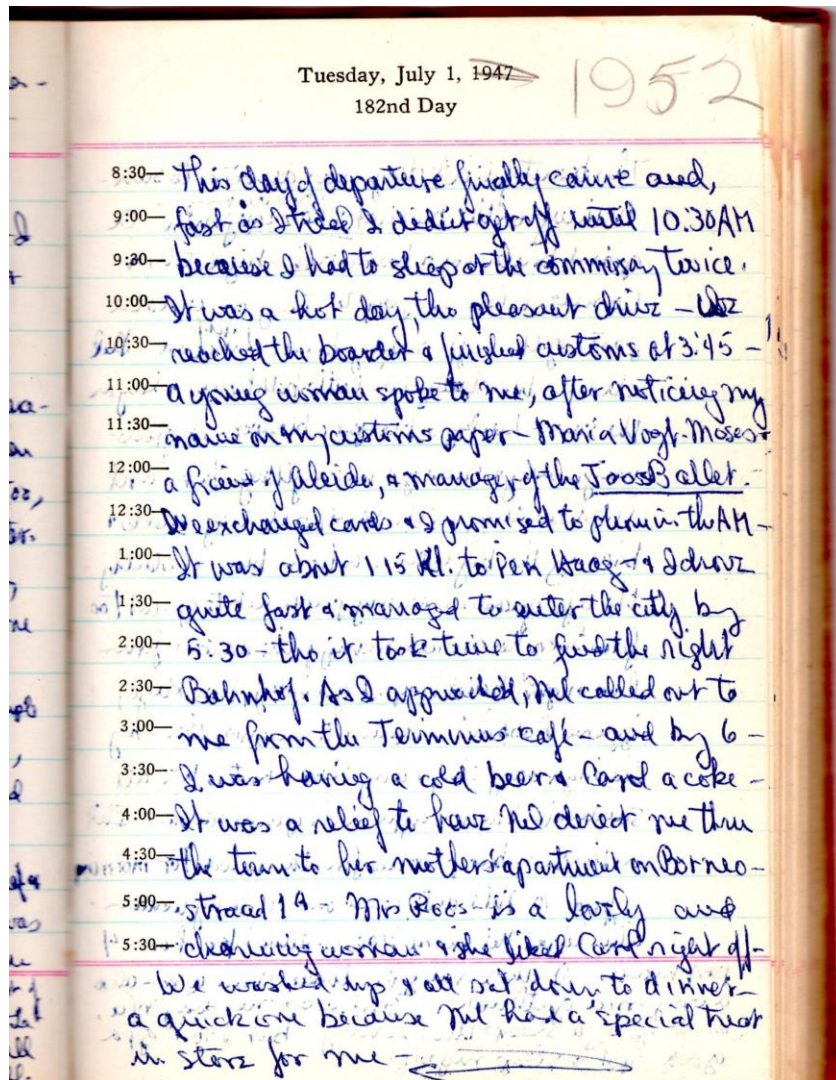 Tuesday, July 1, 1947 1952
182nd Day
8:30— This day of departure finally came and,
9:00— fast as I tried I didn't get off until 10.30 AM
9:30— because I had to shop at the commissary twice.
10:00— It was a hot day, tho pleasant drive – We
10:30— reached the boarder & finished customs at 3:45 –
11:00— a young woman spoke to me, after noticing my
11:30— name on my customs paper – Maria Vogt-Moses –
12:00— a friend of Aleida, & manager of the Jooss Ballet.
12:30— We exchanged cards & I promised to phone in the AM –
1:00— It was about 115 Kl. to Den Haag – & I drove
1:30— quite fast & managed to enter the city by
2:00— 5:30 – tho it took time to find the right
2:30— Bahnhof. As I approached, Nel called out to
3:00— me from the Terminus café – and by 6 –
3:30— I was having a cold beer & Carol a coke –
4:00— It was a relief to have Nel direct me thru
4:30— the town to her mother's apartment on Borneo-
5:00— straad 1A – Mrs Roos is a lovely and
5:30— charming woman & she liked Carol right off –
We washed up & all sat down to dinner –
a quick one because Nel had a special treat
in store for me –